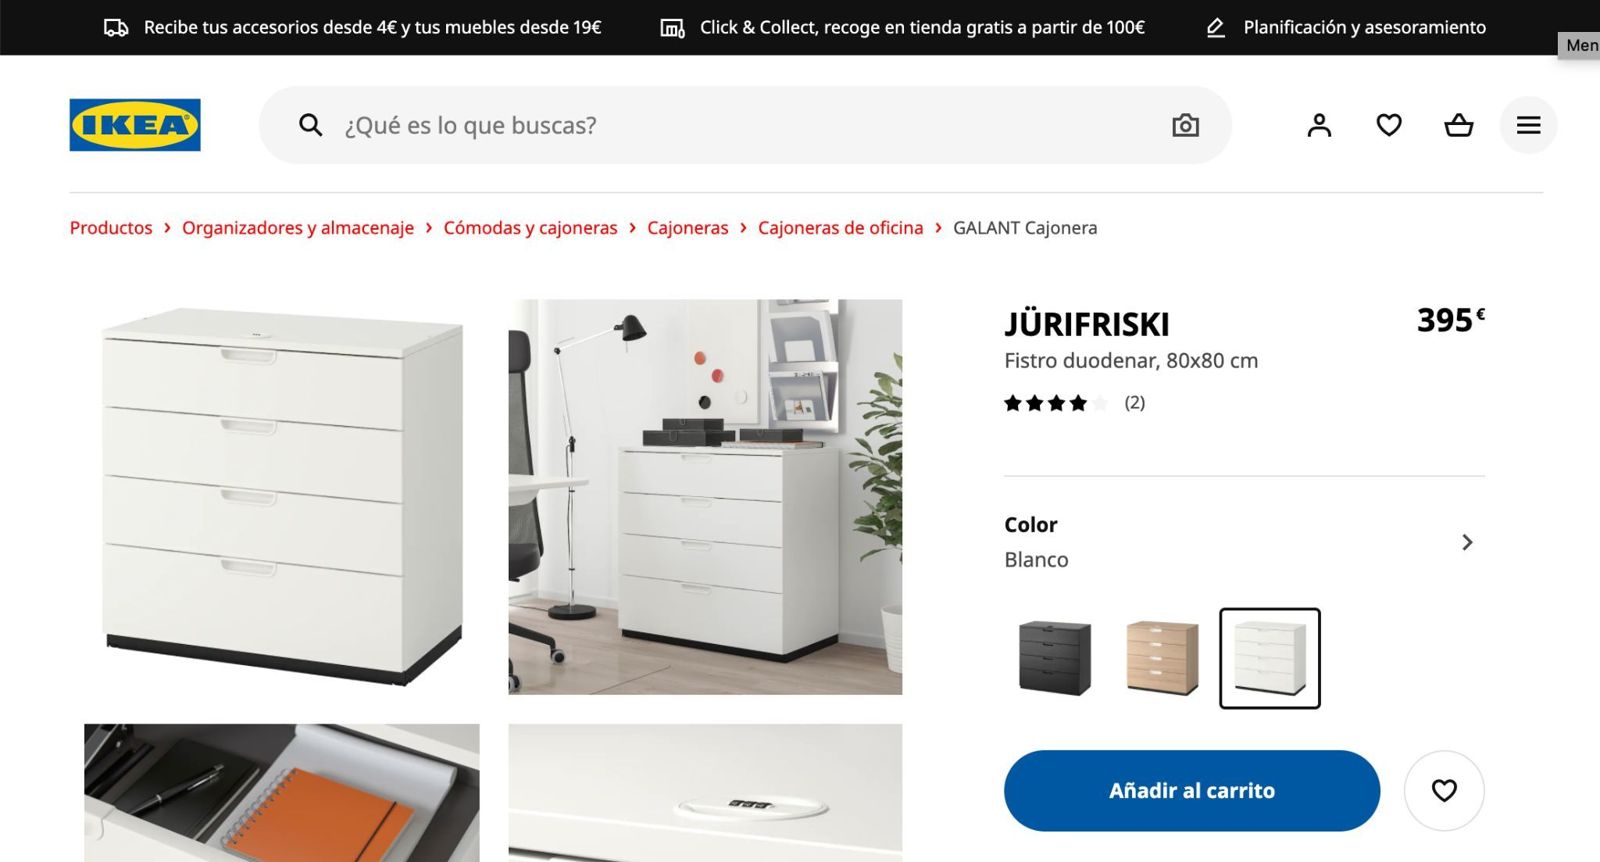 Recibe tus accesorios desde 4€ y tus muebles desde 19€
Click & Collect, recoge en tienda gratis a partir de 100€
Planificación y asesoramiento
Men
IKEA®
¿Qué es lo que buscas?
Productos > Organizadores y almacenaje > Cómodas y cajoneras > Cajoneras > Cajoneras de oficina > GALANT Cajonera
JÜRIFRISKI
395€
Fistro duodenar, 80x80 cm
(2)
Color
Blanco
Añadir al carrito